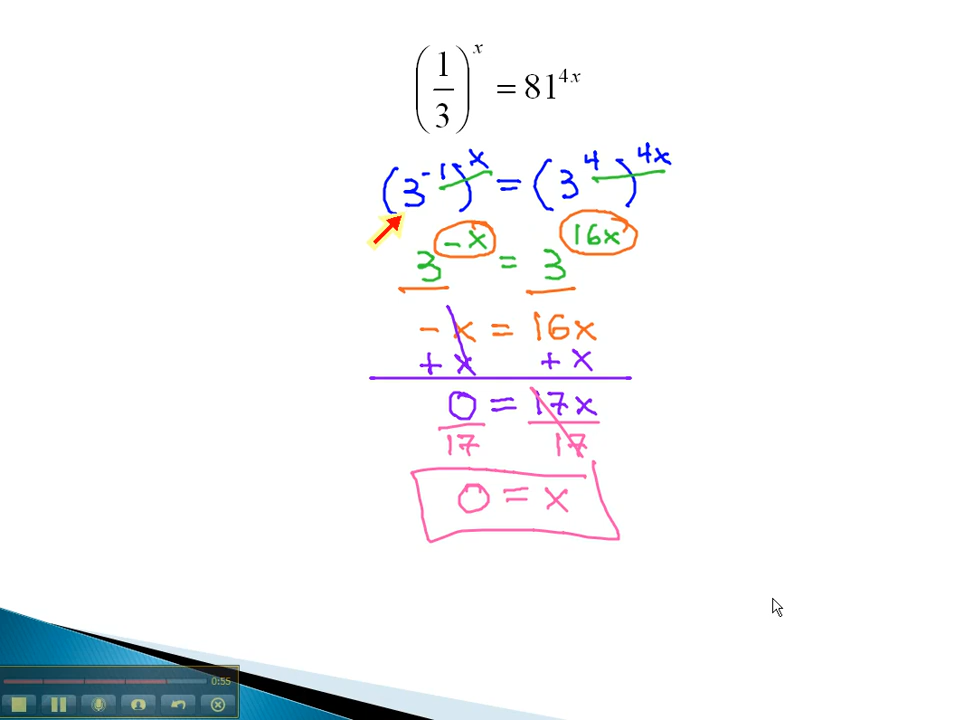 (1/3)^x = 81^4x
(3^-1)^x = (3^4)^4x
3^-x = 3^16x
-x = 16x
+x +x
0 = 17x
17 17
0 = x
0:55